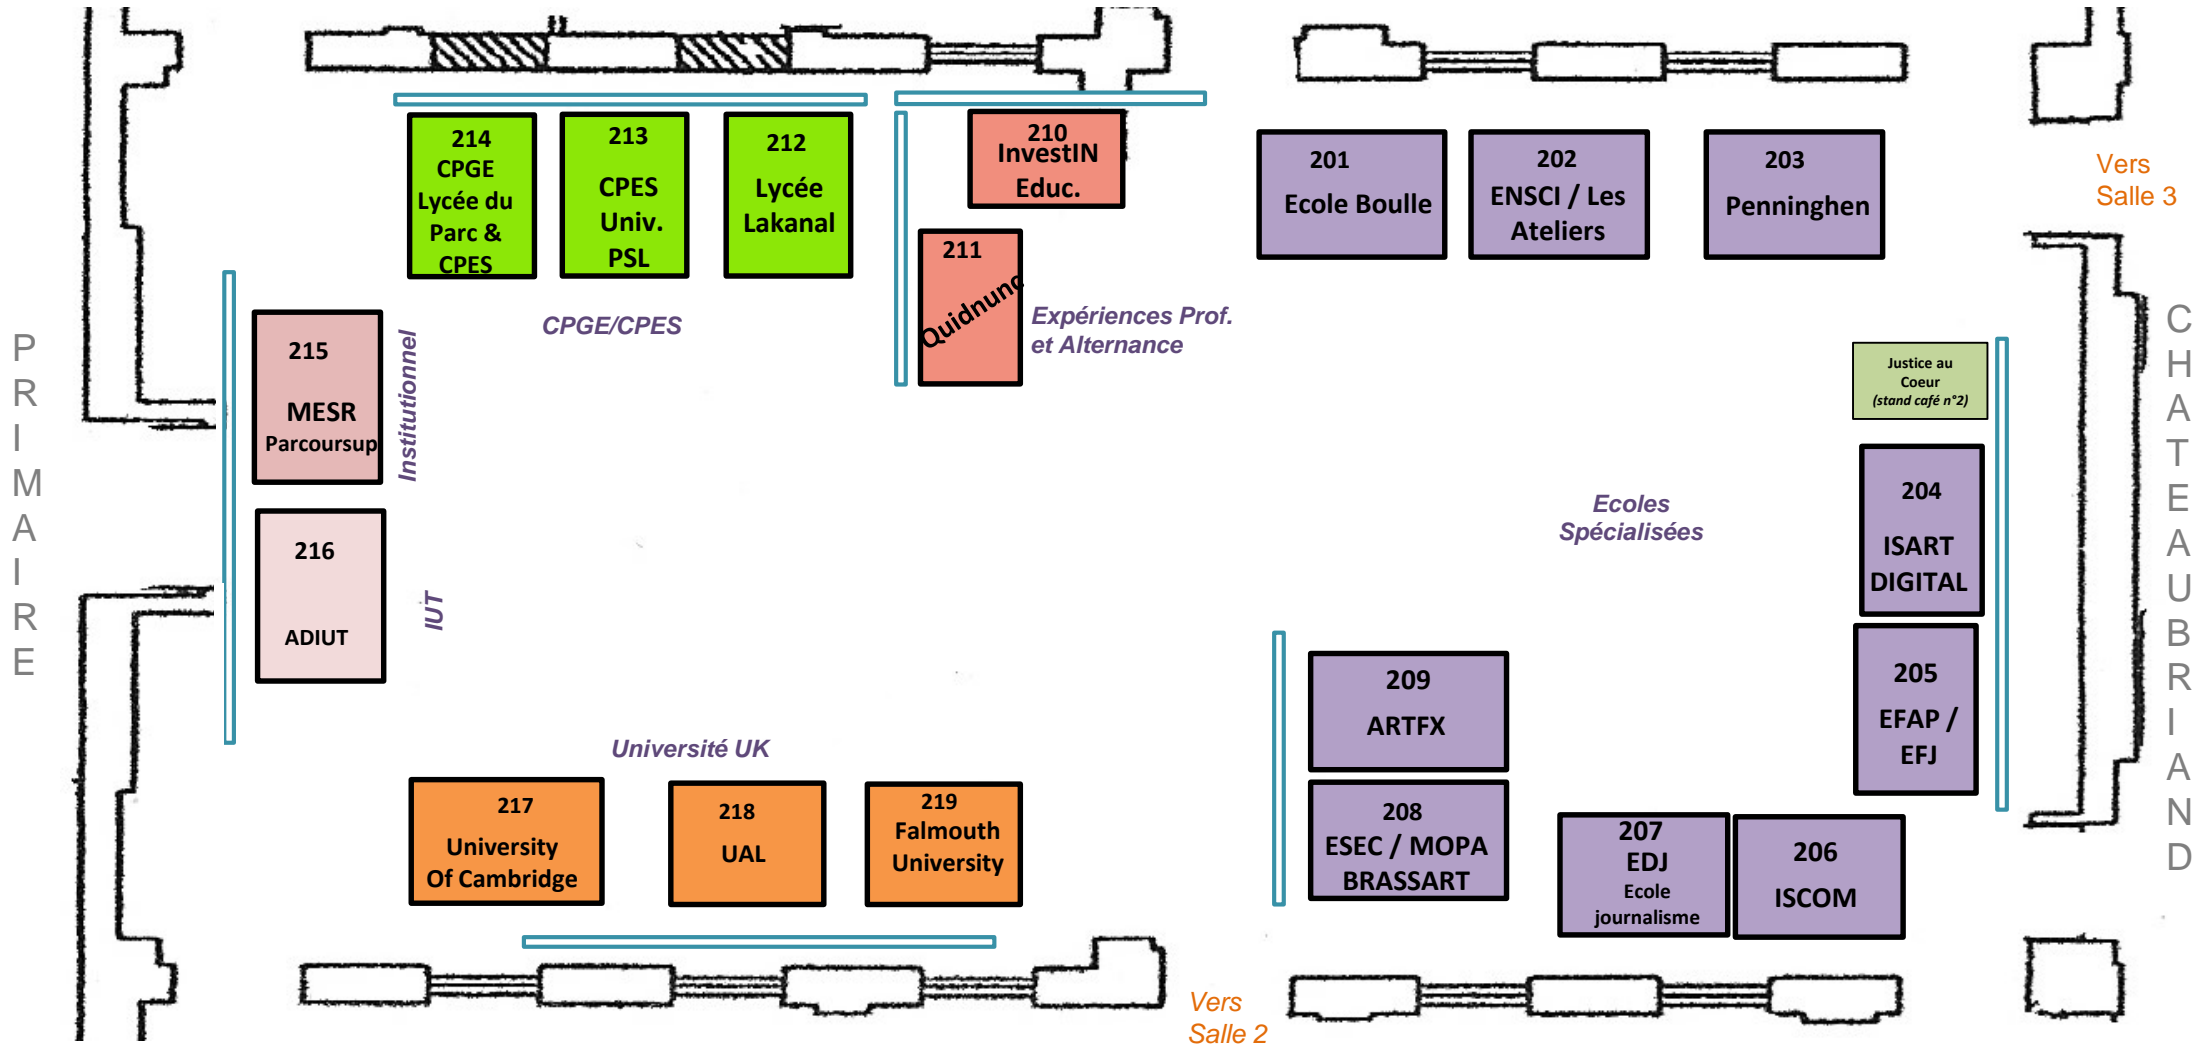 214
CPGE
Lycée du
Parc &
CPES
213
CPES
Univ.
PSL
212
Lycée
Lakanal
210
InvestIN
Educ.
201
Ecole Boulle
202
ENSCI / Les
Ateliers
203
Penninghen
Vers
Salle 3
211
Quidnunc
Expériences Prof.
et Alternance
CPGE/CPES
PRIMAIRE
215
MESR
Parcoursup
Institutionnel
CHATEAUBRIAND
Justice au
Coeur
(stand café n°2)
204
ISART
DIGITAL
Ecoles
Spécialisées
216
ADIUT
IUT
205
EFAP /
EFJ
209
ARTFX
Université UK
217
University
Of Cambridge
218
UAL
219
Falmouth
University
208
ESEC / MOPA
BRASSART
207
EDJ
Ecole
journalisme
206
ISCOM
Vers
Salle 2